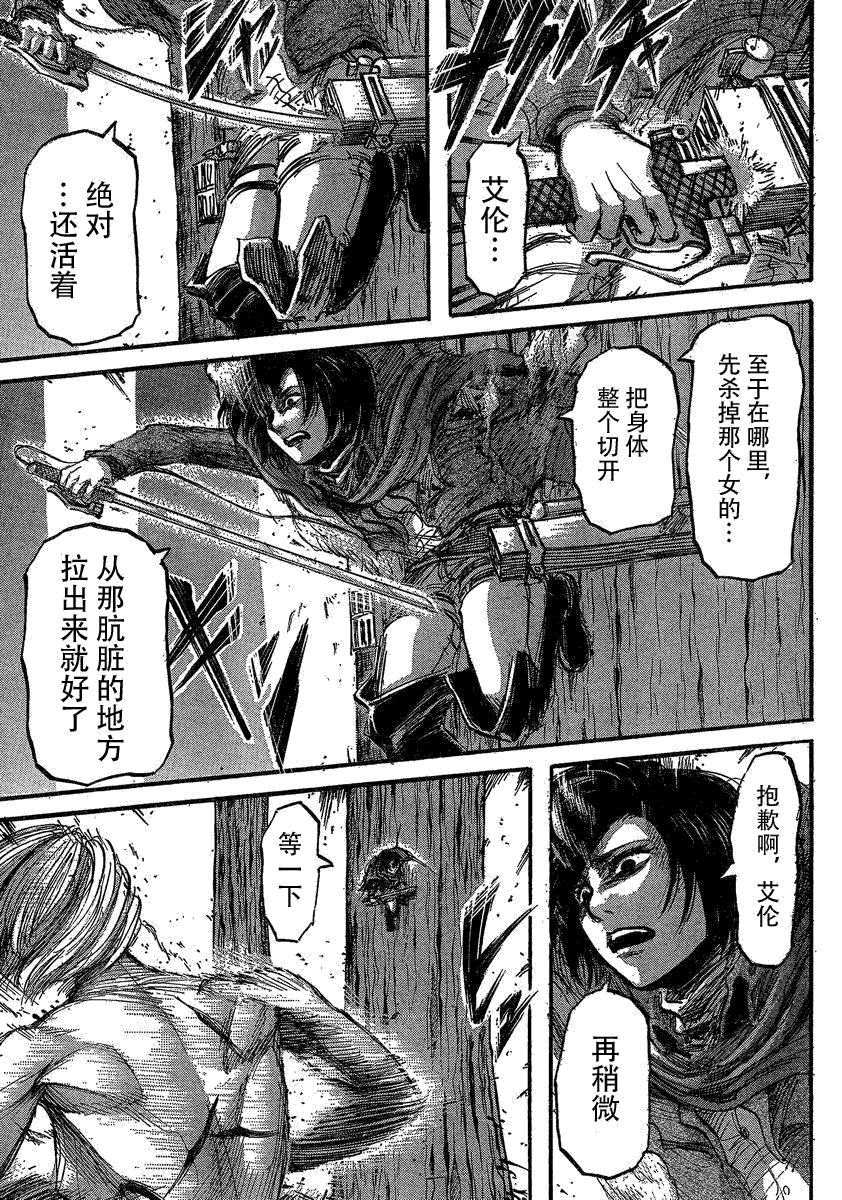 艾伦…
绝对
…还活着
至于在哪里，
先杀掉那个女的…
把身体
整个切开
从那肮脏的地方
拉出来就好了
抱歉啊，艾伦
再稍微
等一下